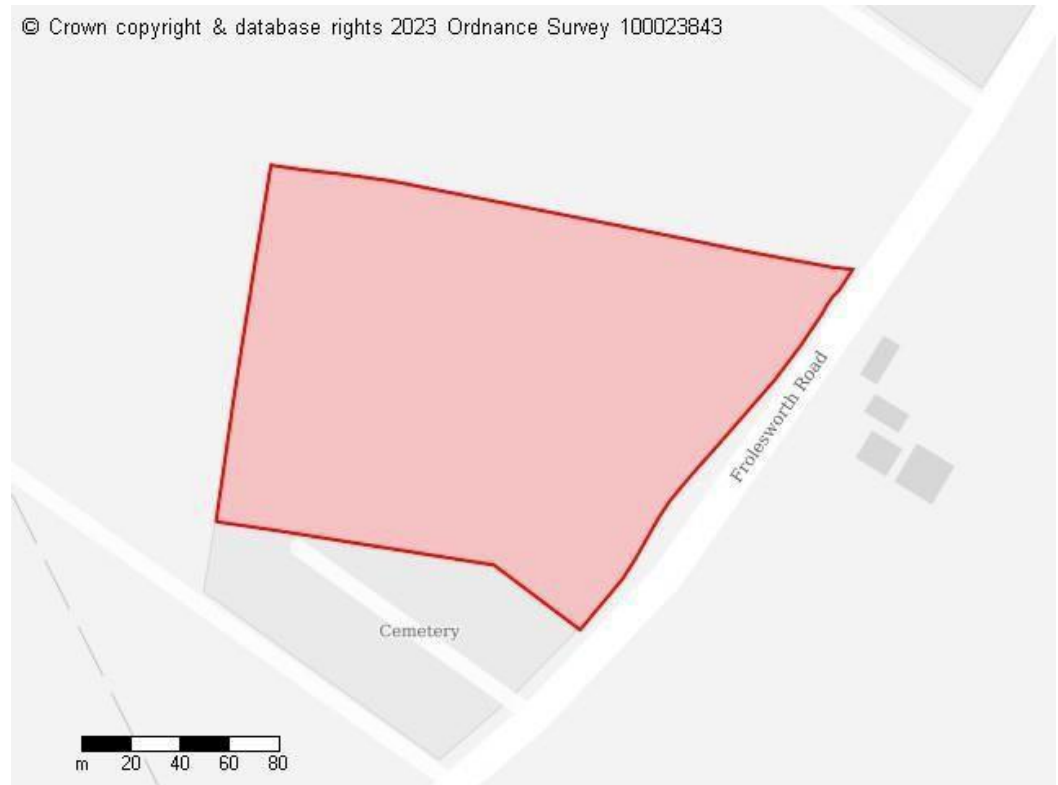 © Crown copyright & database rights 2023 Ordnance Survey 100023843
Frolesworth Road
Cemetery
m 20 40 60 80